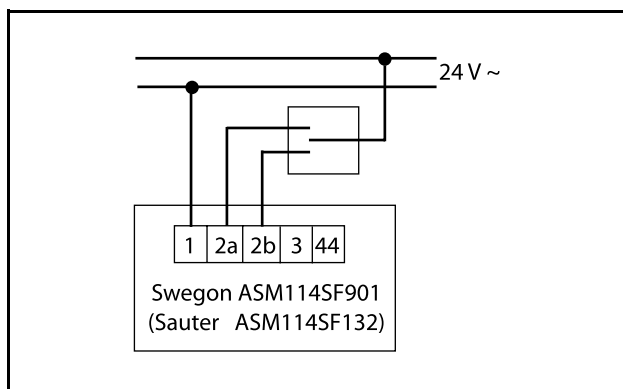 24 V ~
1 2a 2b 3 44
Swegon ASM114SF901
(Sauter ASM114SF132)